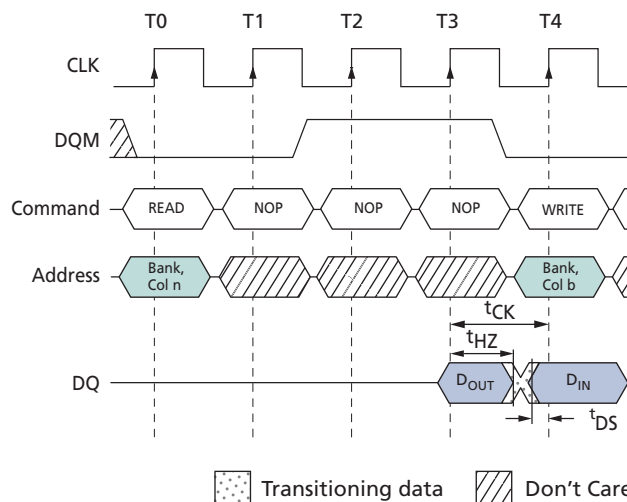 T0 T1 T2 T3 T4
CLK
DQM
Command READ NOP NOP NOP WRITE
Address Bank, Col n Bank, Col b
tCK
tHZ
DQ DOUT DIN
tDS
Transitioning data Don't Care